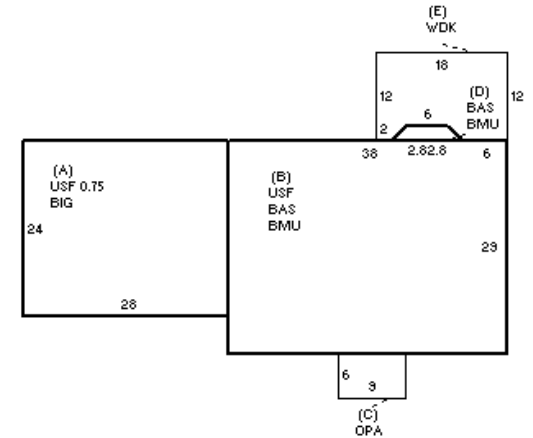 (E)
WDK
18
12
12
(D)
BAS
BMU
6
2
38
2.82.8
6
(A)
USF 0.75
BIG
(B)
USF
BAS
BMU
24
29
28
6
9
(C)
OPA